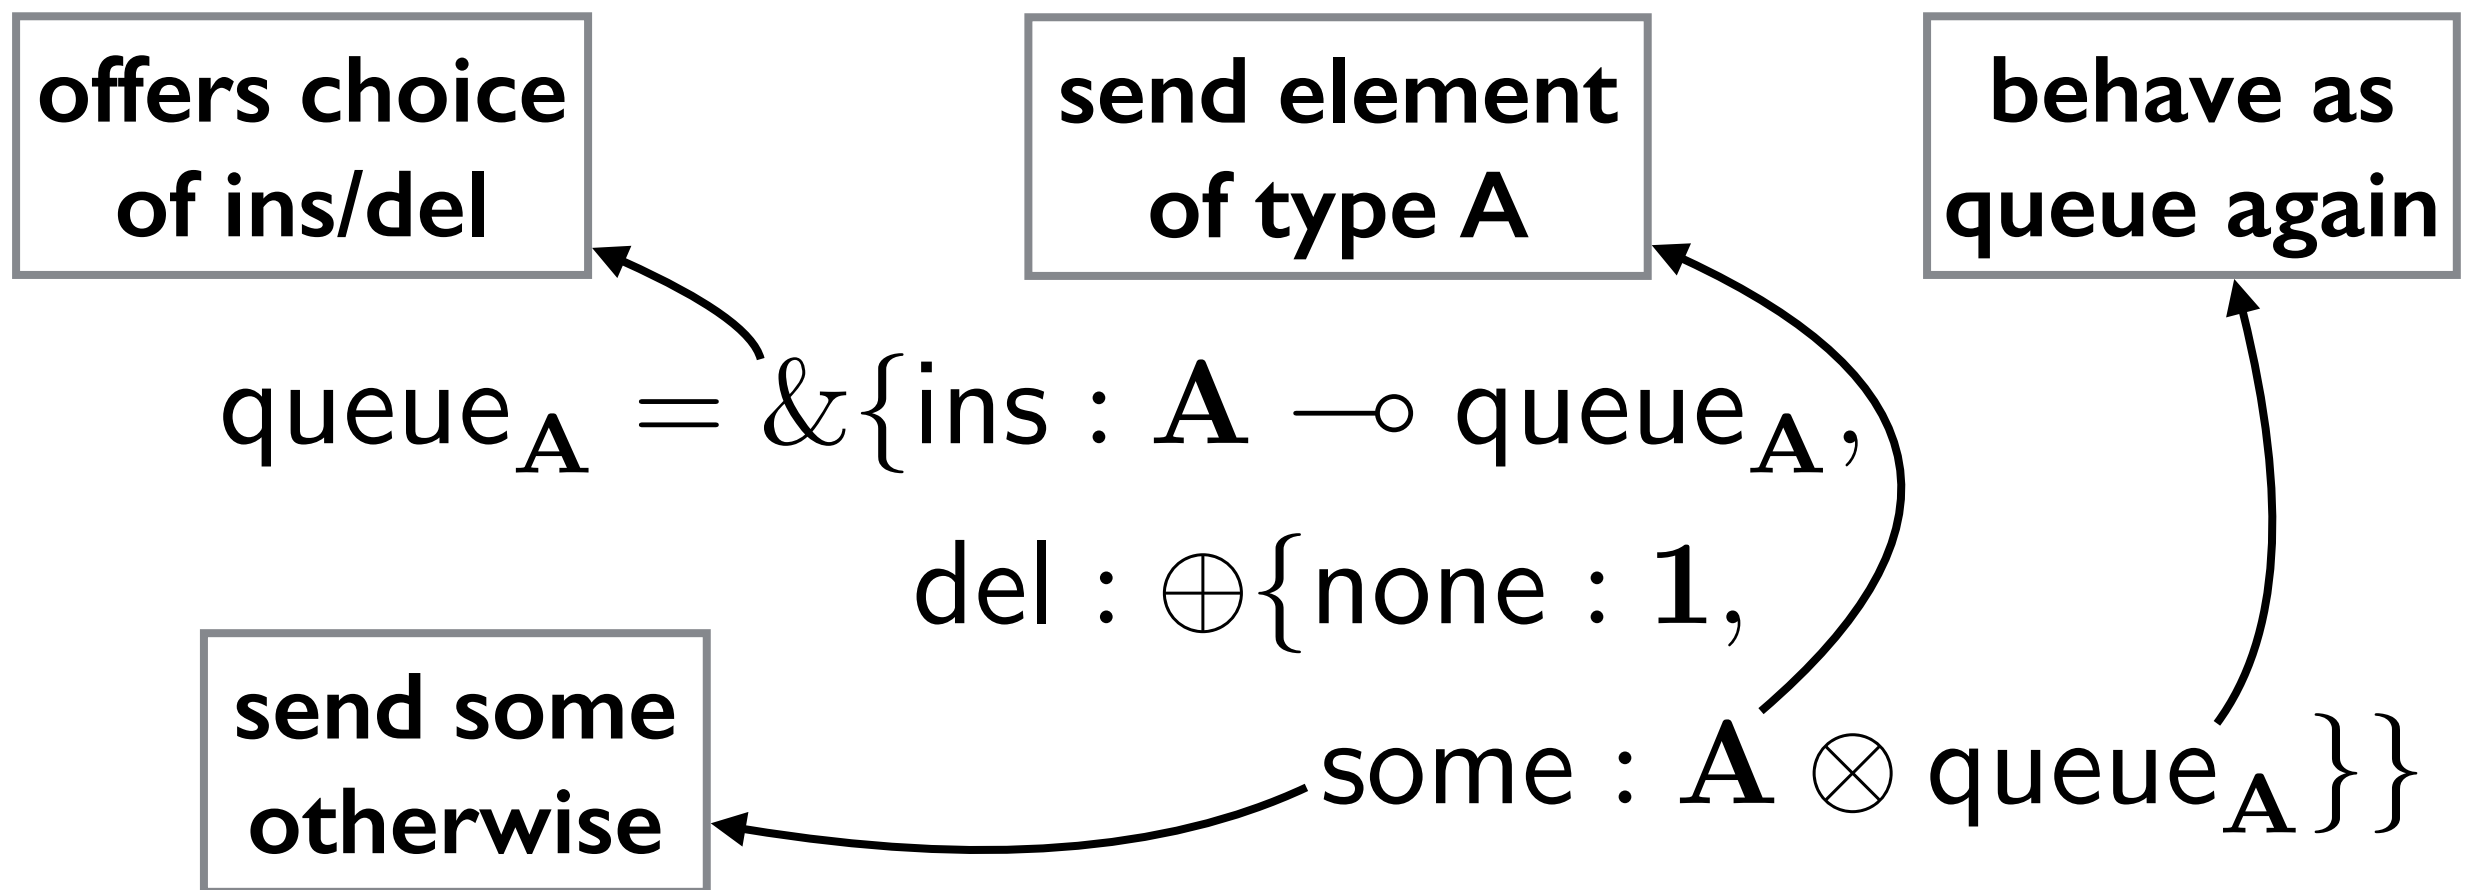 offers choice
of ins/del
send element
of type A
behave as
queue again
queue_A = &{ins : A ⊸ queue_A,
del : ⊕{none : 1,
some : A ⊗ queue_A}}
send some
otherwise